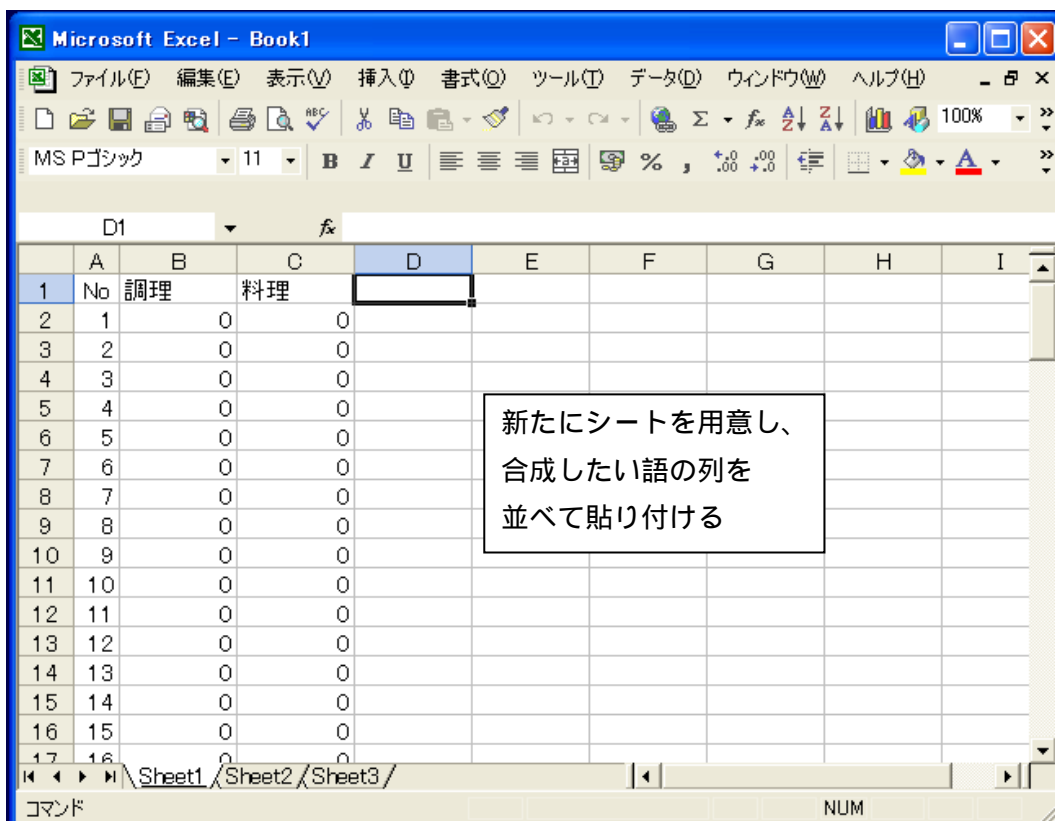 Microsoft Excel - Book1
ファイル(F) 編集(E) 表示(V) 挿入(I) 書式(O) ツール(T) データ(D) ウィンドウ(W) ヘルプ(H)
100%
MS Pゴシック 11 B I U
D1 fx
A B C D E F G H I
1 No 調理 料理
2 1 0 0
3 2 0 0
4 3 0 0
5 4 0 0
6 5 0 0
7 6 0 0
8 7 0 0
9 8 0 0
10 9 0 0
11 10 0 0
12 11 0 0
13 12 0 0
14 13 0 0
15 14 0 0
16 15 0 0
17 16 0 0
新たにシートを用意し、
合成したい語の列を
並べて貼り付ける
Sheet1 Sheet2 Sheet3
コマンド NUM